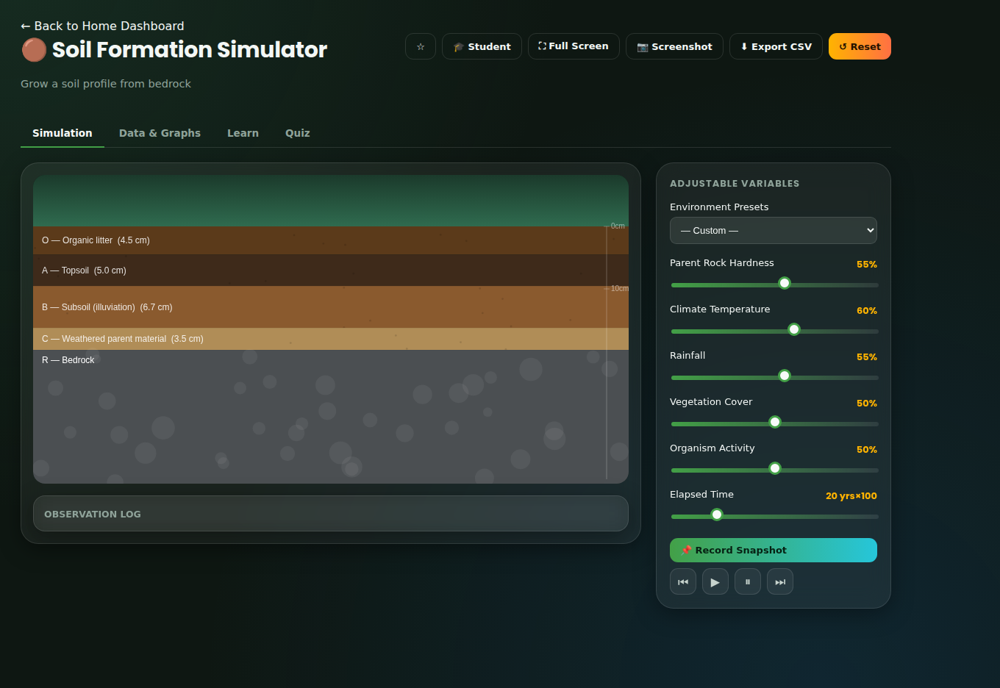 ← Back to Home Dashboard
Soil Formation Simulator
☆
🎓 Student
⛶ Full Screen
📷 Screenshot
⬇ Export CSV
↺ Reset
Grow a soil profile from bedrock
Simulation
Data & Graphs
Learn
Quiz
0cm
O — Organic litter (4.5 cm)
A — Topsoil (5.0 cm)
10cm
B — Subsoil (illuviation) (6.7 cm)
C — Weathered parent material (3.5 cm)
R — Bedrock
OBSERVATION LOG
ADJUSTABLE VARIABLES
Environment Presets
— Custom —
Parent Rock Hardness 55%
Climate Temperature 60%
Rainfall 55%
Vegetation Cover 50%
Organism Activity 50%
Elapsed Time 20 yrs×100
📌 Record Snapshot